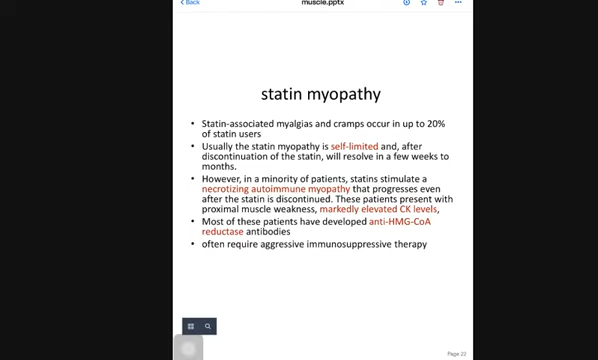 Back
muscle.pptx
statin myopathy
• Statin-associated myalgias and cramps occur in up to 20%
of statin users
• Usually the statin myopathy is self-limited and, after
discontinuation of the statin, will resolve in a few weeks to
months.
• However, in a minority of patients, statins stimulate a
necrotizing autoimmune myopathy that progresses even
after the statin is discontinued. These patients present with
proximal muscle weakness, markedly elevated CK levels,
• Most of these patients have developed anti-HMG-CoA
reductase antibodies
• often require aggressive immunosuppressive therapy
Page 22